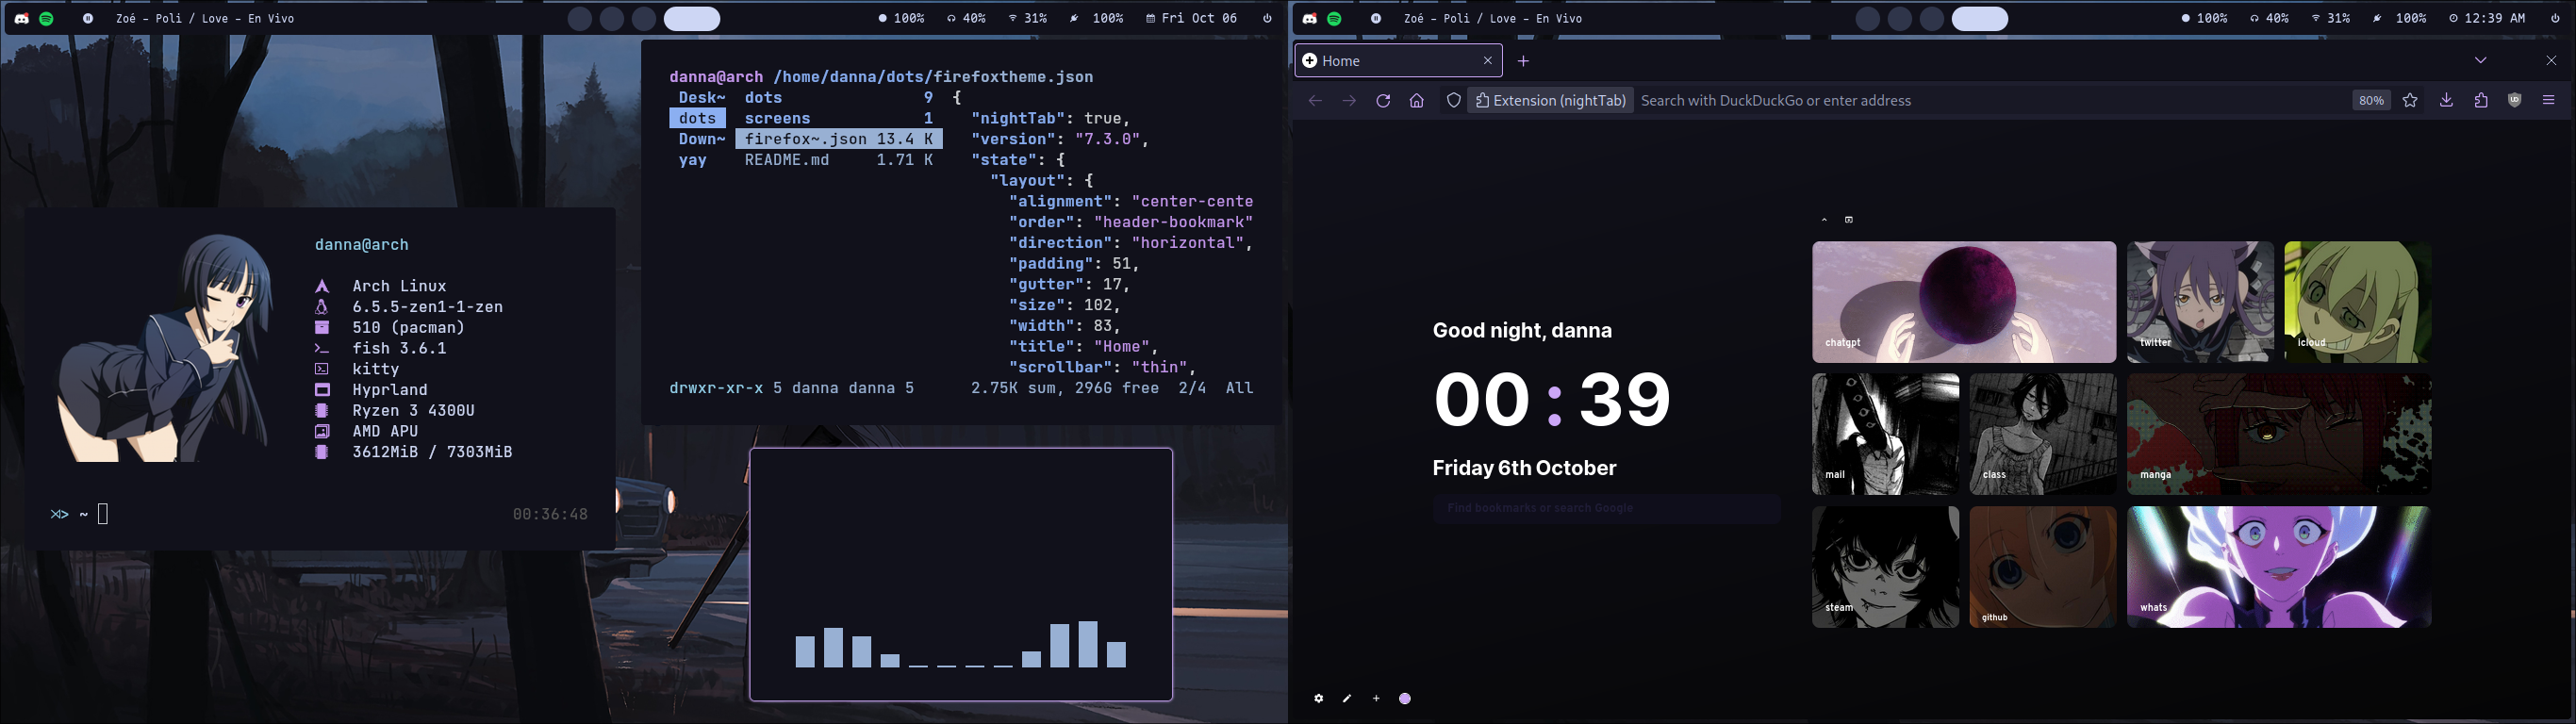 Zoé - Poli / Love - En Vivo
100% 40% 31% 100% Fri Oct 06
danna@arch /home/danna/dots/firefoxtheme.json
Desk~ dots 9 {
dots screens 1 "nightTab": true,
Down~ firefox~.json 13.4 K "version": "7.3.0",
yay README.md 1.71 K "state": {
"layout": {
"alignment": "center-cente
"order": "header-bookmark"
"direction": "horizontal",
"padding": 51,
"gutter": 17,
"size": 102,
"width": 83,
"title": "Home",
"scrollbar": "thin",
drwxr-xr-x 5 danna danna 5 2.75K sum, 296G free 2/4 All
danna@arch
Arch Linux
6.5.5-zen1-1-zen
510 (pacman)
fish 3.6.1
kitty
Hyprland
Ryzen 3 4300U
AMD APU
3612MiB / 7303MiB
~ 00:36:48
Zoé - Poli / Love - En Vivo
100% 40% 31% 100% 12:39 AM
Home
Extension (nightTab) Search with DuckDuckGo or enter address 80%
Good night, danna
00:39
Friday 6th October
Find bookmarks or search Google
chatgpt
twitter
icloud
mail
class
manga
steam
github
whats